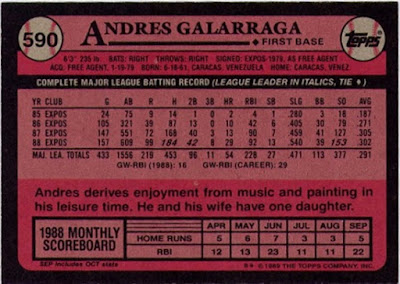 590
ANDRES GALARRAGA
♦ FIRST BASE
TOPPS
6'3" 235 lb. BATS: RIGHT THROWS: RIGHT SIGNED: EXPOS-1979, AS FREE AGENT
ACQ: FREE AGENT, 1-19-79 BORN: 6-18-61, CARACAS, VENEZUELA HOME: CARACAS, VENEZ.
COMPLETE MAJOR LEAGUE BATTING RECORD (LEAGUE LEADER IN ITALICS, TIE ♦)
YR CLUB G AB R H 2B 3B HR RBI SB SLG BB SO AVG
85 EXPOS 24 75 9 14 1 0 2 4 1 .280 3 18 .187
86 EXPOS 105 321 39 87 13 0 10 42 6 .405 30 79 .271
87 EXPOS 147 551 72 168 40 3 13 90 7 .459 41 127 .305
88 EXPOS 157 609 99 184 42 8 29 92 13 .540 39 153 .302
MAJ. LEA. TOTALS 433 1556 219 453 96 11 54 228 27 .471 113 377 .291
GW-RBI (1988): 16 GW-RBI (CAREER): 29
Andres derives enjoyment from music and painting in
his leisure time. He and his wife have one daughter.
1988 MONTHLY
SCOREBOARD
APR MAY JUN JUL AUG SEP
HOME RUNS 5 4 7 5 3 5
RBI 12 13 23 11 11 22
SEP Includes OCT stats
© 1989 THE TOPPS COMPANY, INC.